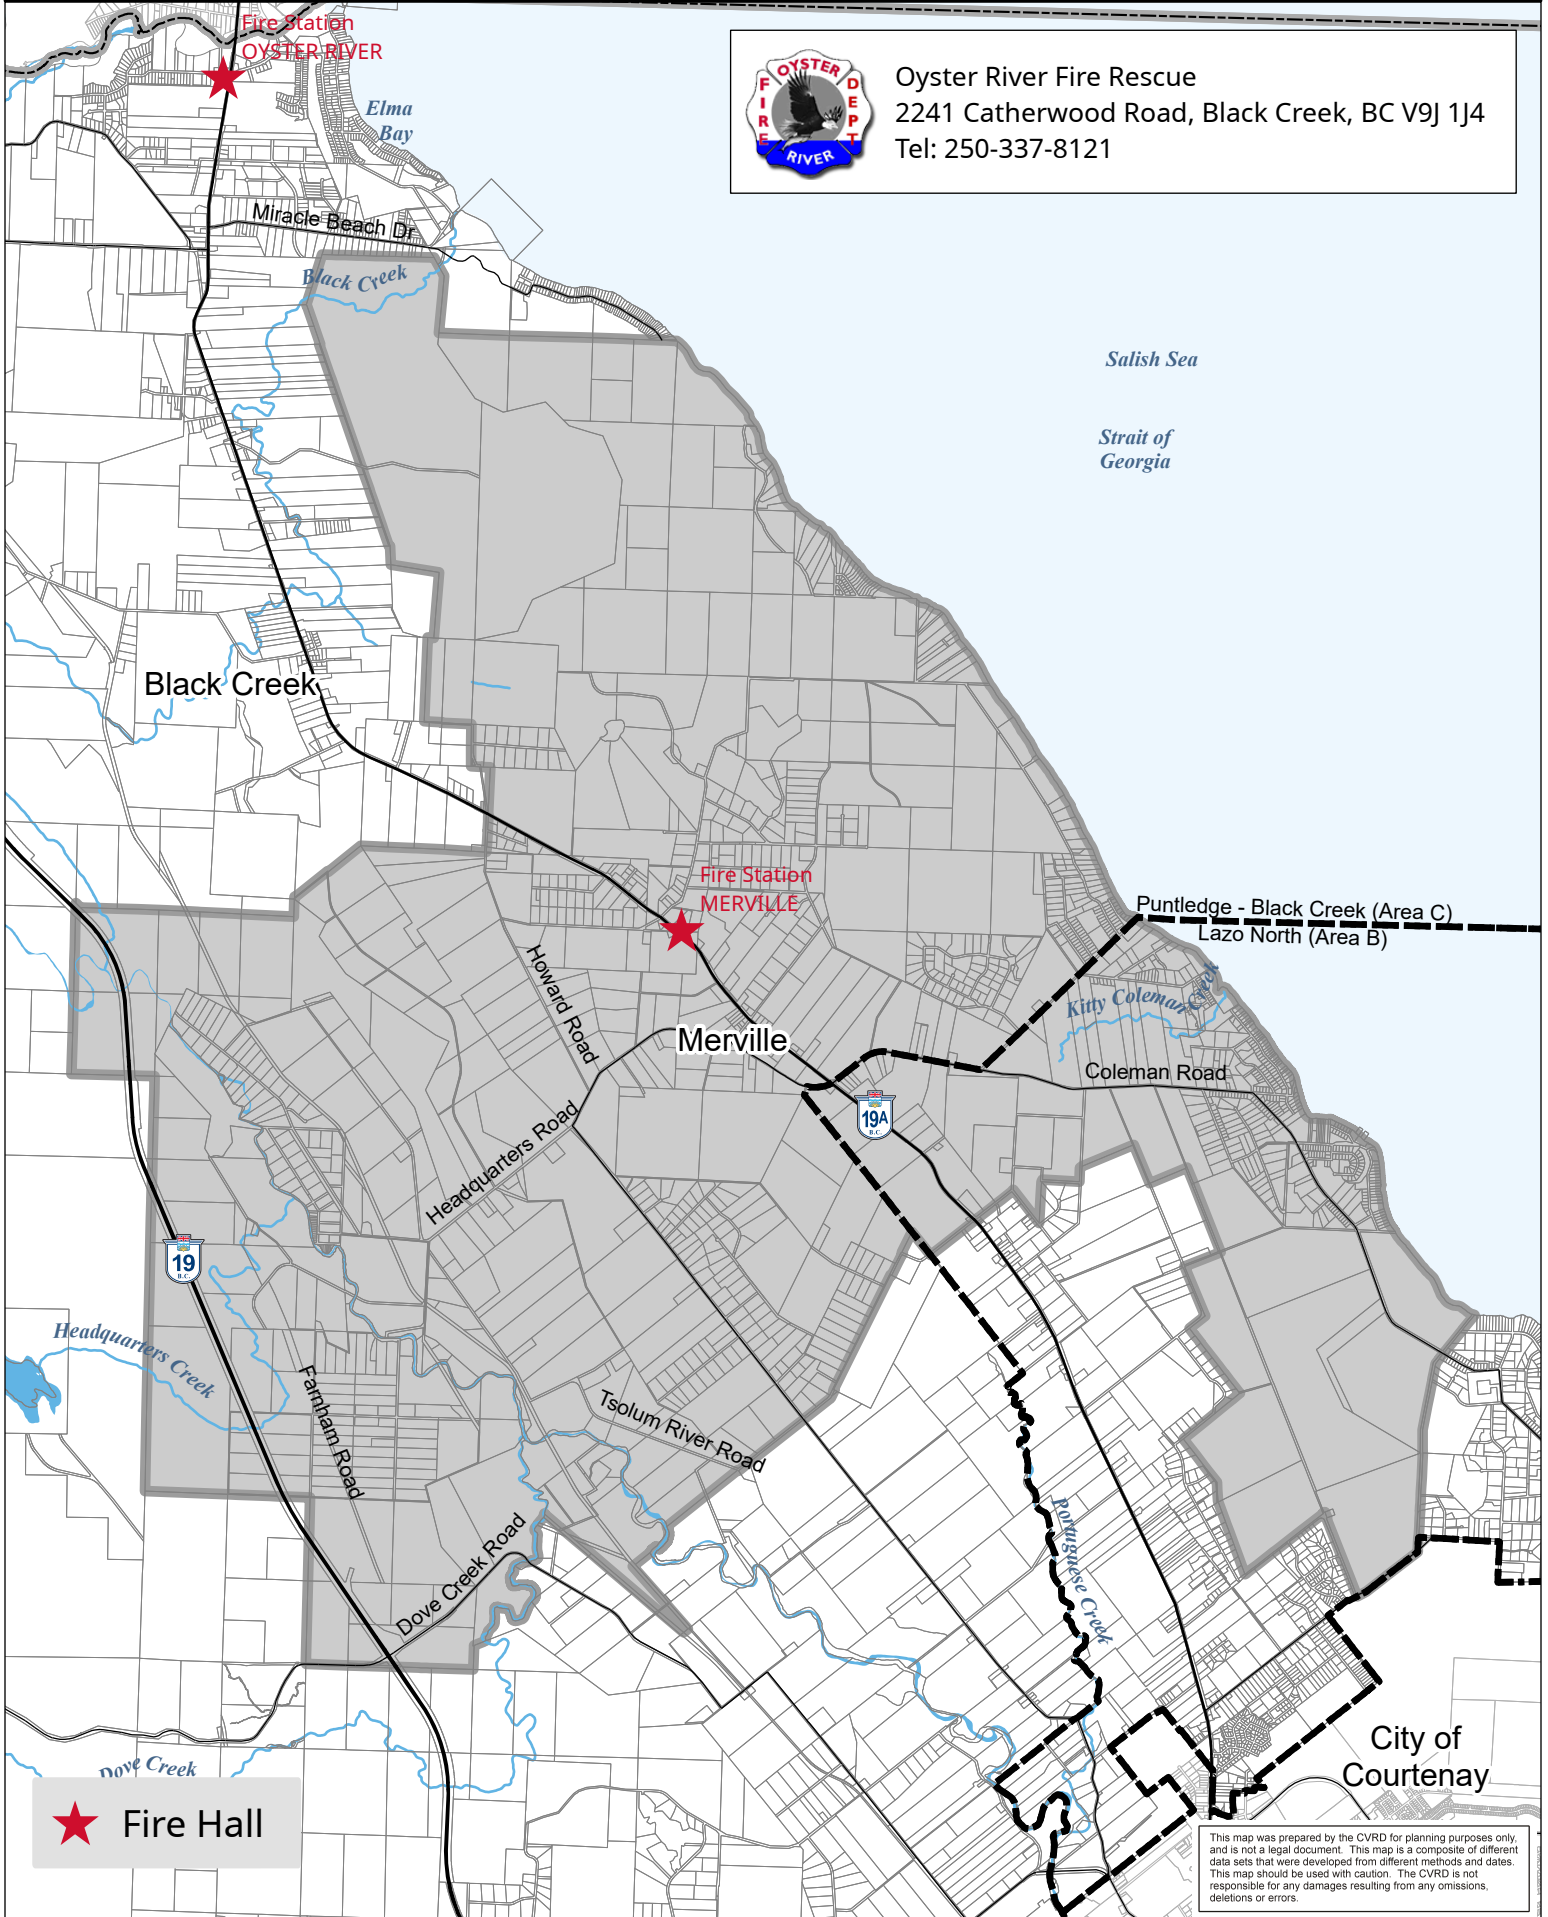 Fire Station
OYSTER RIVER
OYSTER
FIRE
DEPT
RIVER
Oyster River Fire Rescue
2241 Catherwood Road, Black Creek, BC V9J 1J4
Tel: 250-337-8121
Elma
Bay
Miracle Beach Dr
Black Creek
Salish Sea
Strait of
Georgia
Black Creek
Fire Station
MERVILLE
Puntledge - Black Creek (Area C)
Lazo North (Area B)
Howard Road
Kitty Coleman Creek
Merville
Coleman Road
19A
B.C.
Headquarters Road
19
B.C.
Headquarters Creek
Farnham Road
Tsolum River Road
Portuguese Creek
Dove Creek Road
City of
Courtenay
Dove Creek
Fire Hall
This map was prepared by the CVRD for planning purposes only,
and is not a legal document. This map is a composite of different
data sets that were developed from different methods and dates.
This map should be used with caution. The CVRD is not
responsible for any damages resulting from any omissions,
deletions or errors.